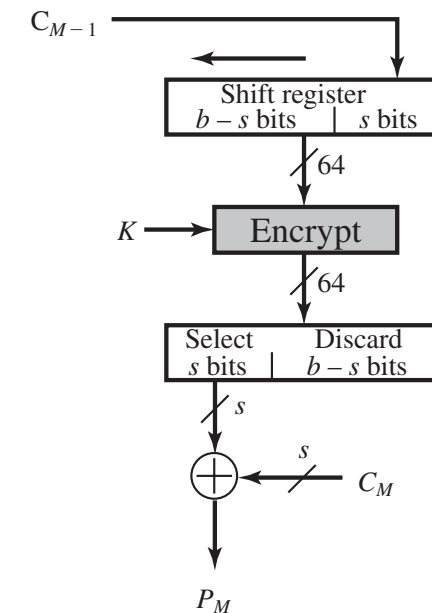 C_{M – 1}
Shift register
b – s bits | s bits
64
K
Encrypt
64
Select Discard
s bits | b – s bits
s
s
C_M
P_M